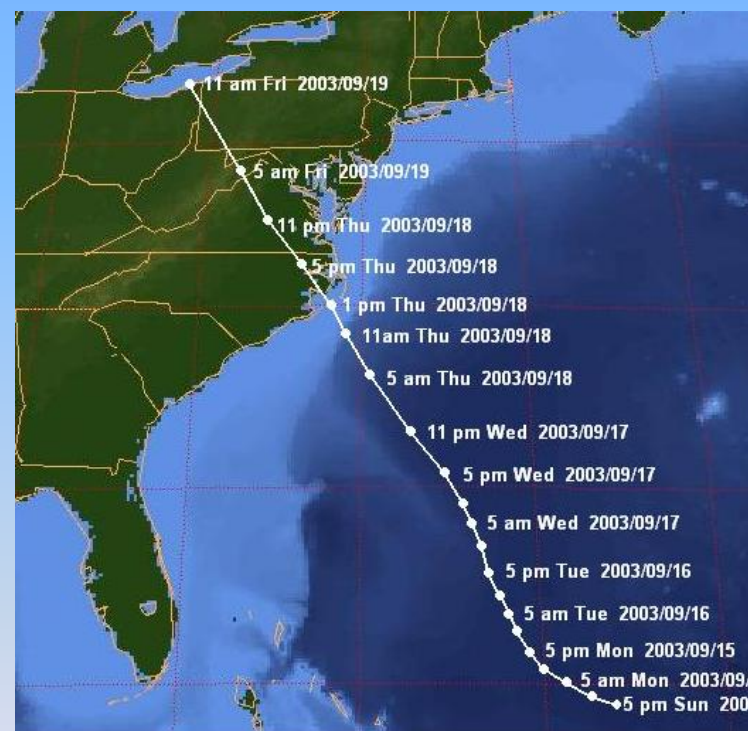 11 am Fri 2003/09/19
5 am Fri 2003/09/19
11 pm Thu 2003/09/18
5 pm Thu 2003/09/18
1 pm Thu 2003/09/18
11am Thu 2003/09/18
5 am Thu 2003/09/18
11 pm Wed 2003/09/17
5 pm Wed 2003/09/17
5 am Wed 2003/09/17
5 pm Tue 2003/09/16
5 am Tue 2003/09/16
5 pm Mon 2003/09/15
5 am Mon 2003/09/
5 pm Sun 200